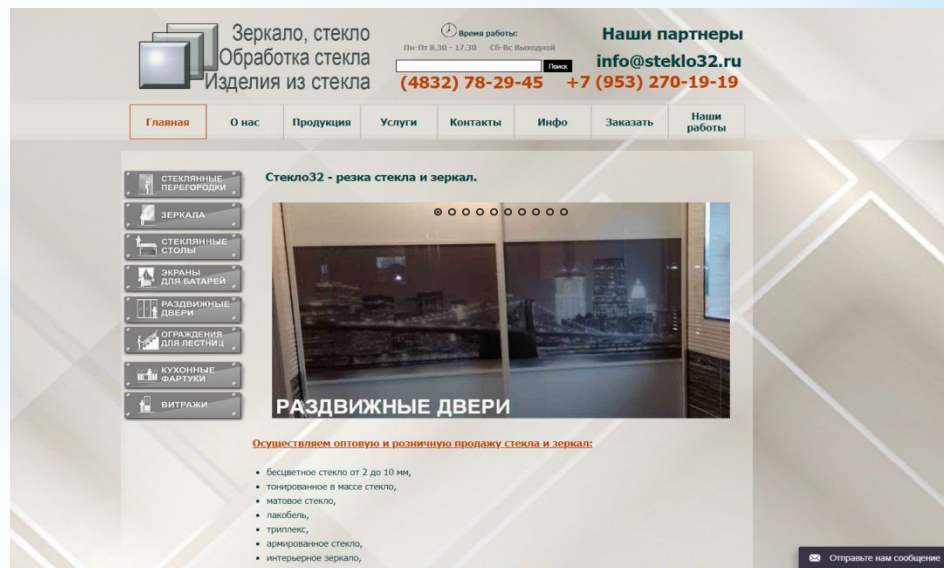 Зеркало, стекло
Обработка стекла
Изделия из стекла
Время работы:
Пн-Пт 8.30 - 17.30 Сб-Вс Выходной
Поиск
Наши партнеры
info@steklo32.ru
(4832) 78-29-45 +7 (953) 270-19-19
Главная О нас Продукция Услуги Контакты Инфо Заказать Наши работы
СТЕКЛЯННЫЕ
ПЕРЕГОРОДКИ
ЗЕРКАЛА
СТЕКЛЯННЫЕ
СТОЛЫ
ЭКРАНЫ
ДЛЯ БАТАРЕЙ
РАЗДВИЖНЫЕ
ДВЕРИ
ОГРАЖДЕНИЯ
ДЛЯ ЛЕСТНИЦ
КУХОННЫЕ
ФАРТУКИ
ВИТРАЖИ
Стекло32 - резка стекла и зеркал.
РАЗДВИЖНЫЕ ДВЕРИ
Осуществляем оптовую и розничную продажу стекла и зеркал:
• бесцветное стекло от 2 до 10 мм,
• тонированное в массе стекло,
• матовое стекло,
• лакобель,
• триплекс,
• армированное стекло,
• интерьерное зеркало,
Отправьте нам сообщение